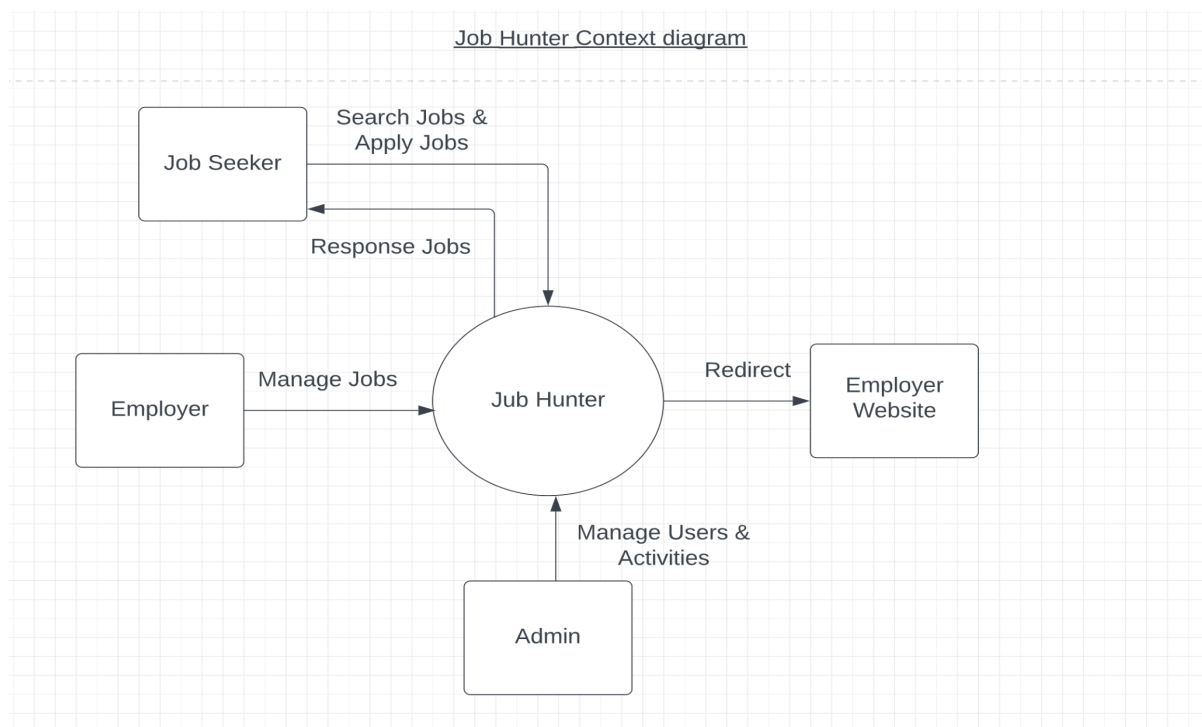 Job Hunter Context diagram
Search Jobs &
Apply Jobs
Job Seeker
Response Jobs
Manage Jobs
Employer
Jub Hunter
Redirect
Employer
Website
Manage Users &
Activities
Admin